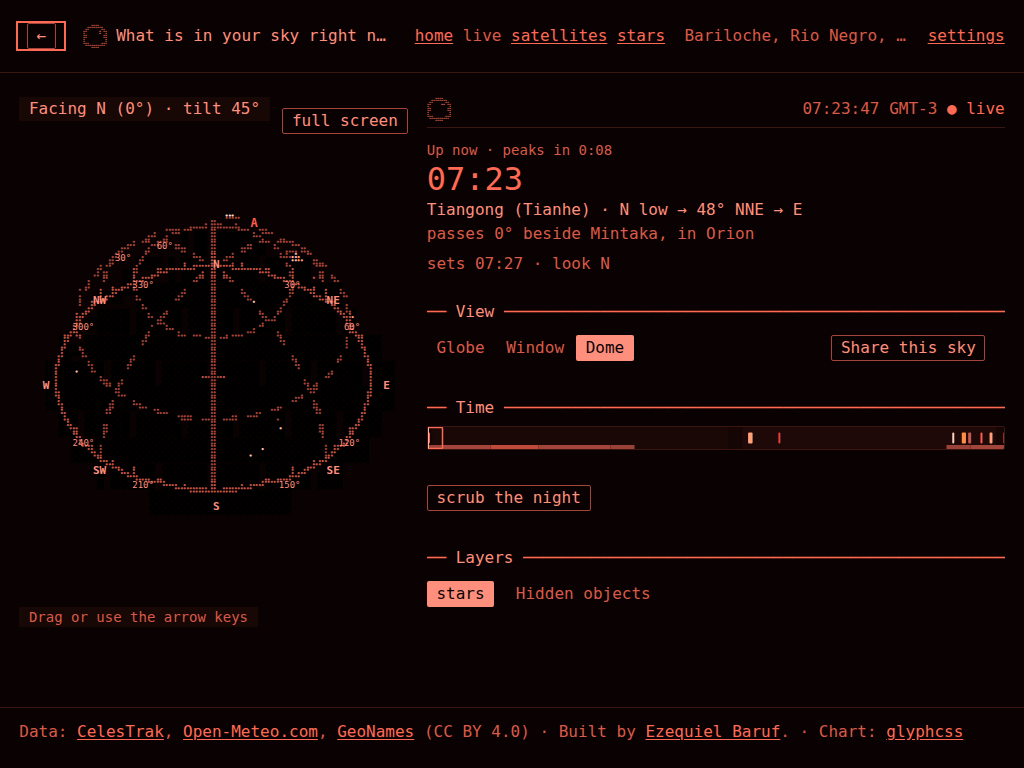 ←
What is in your sky right n…
home live satellites stars
Bariloche, Rio Negro, …
settings
Facing N (0°) · tilt 45°
full screen
07:23:47 GMT-3 ● live
Up now · peaks in 0:08
07:23
Tiangong (Tianhe) · N low → 48° NNE → E
passes 0° beside Mintaka, in Orion
sets 07:27 · look N
A
60°
30°
N
330°
30°
NW
NE
300°
60°
W
E
240°
120°
SW
SE
210°
150°
S
View
Globe Window Dome
Share this sky
Time
scrub the night
Layers
stars Hidden objects
Drag or use the arrow keys
Data: CelesTrak, Open-Meteo.com, GeoNames (CC BY 4.0) · Built by Ezequiel Baruf. · Chart: glyphcss